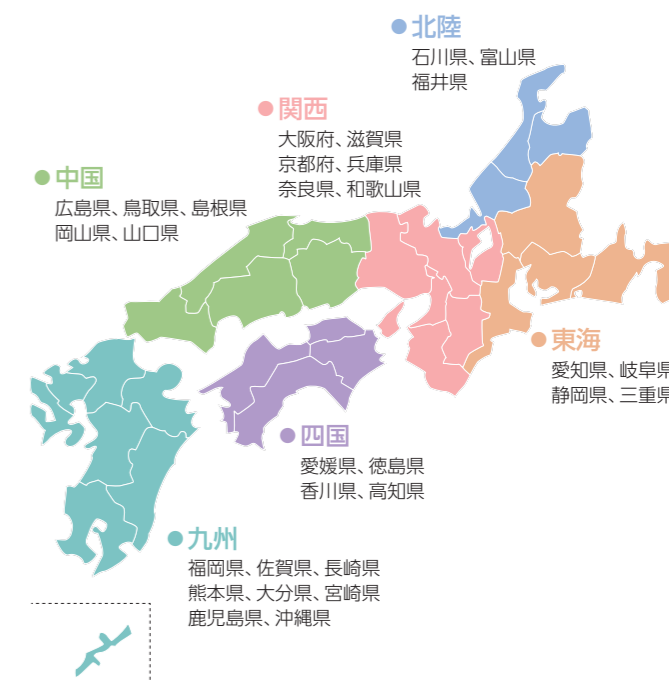 北陸
石川県、富山県
福井県
関西
大阪府、滋賀県
京都府、兵庫県
奈良県、和歌山県
中国
広島県、鳥取県、島根県
岡山県、山口県
東海
愛知県、岐阜県
静岡県、三重県
四国
愛媛県、徳島県
香川県、高知県
九州
福岡県、佐賀県、長崎県
熊本県、大分県、宮崎県
鹿児島県、沖縄県